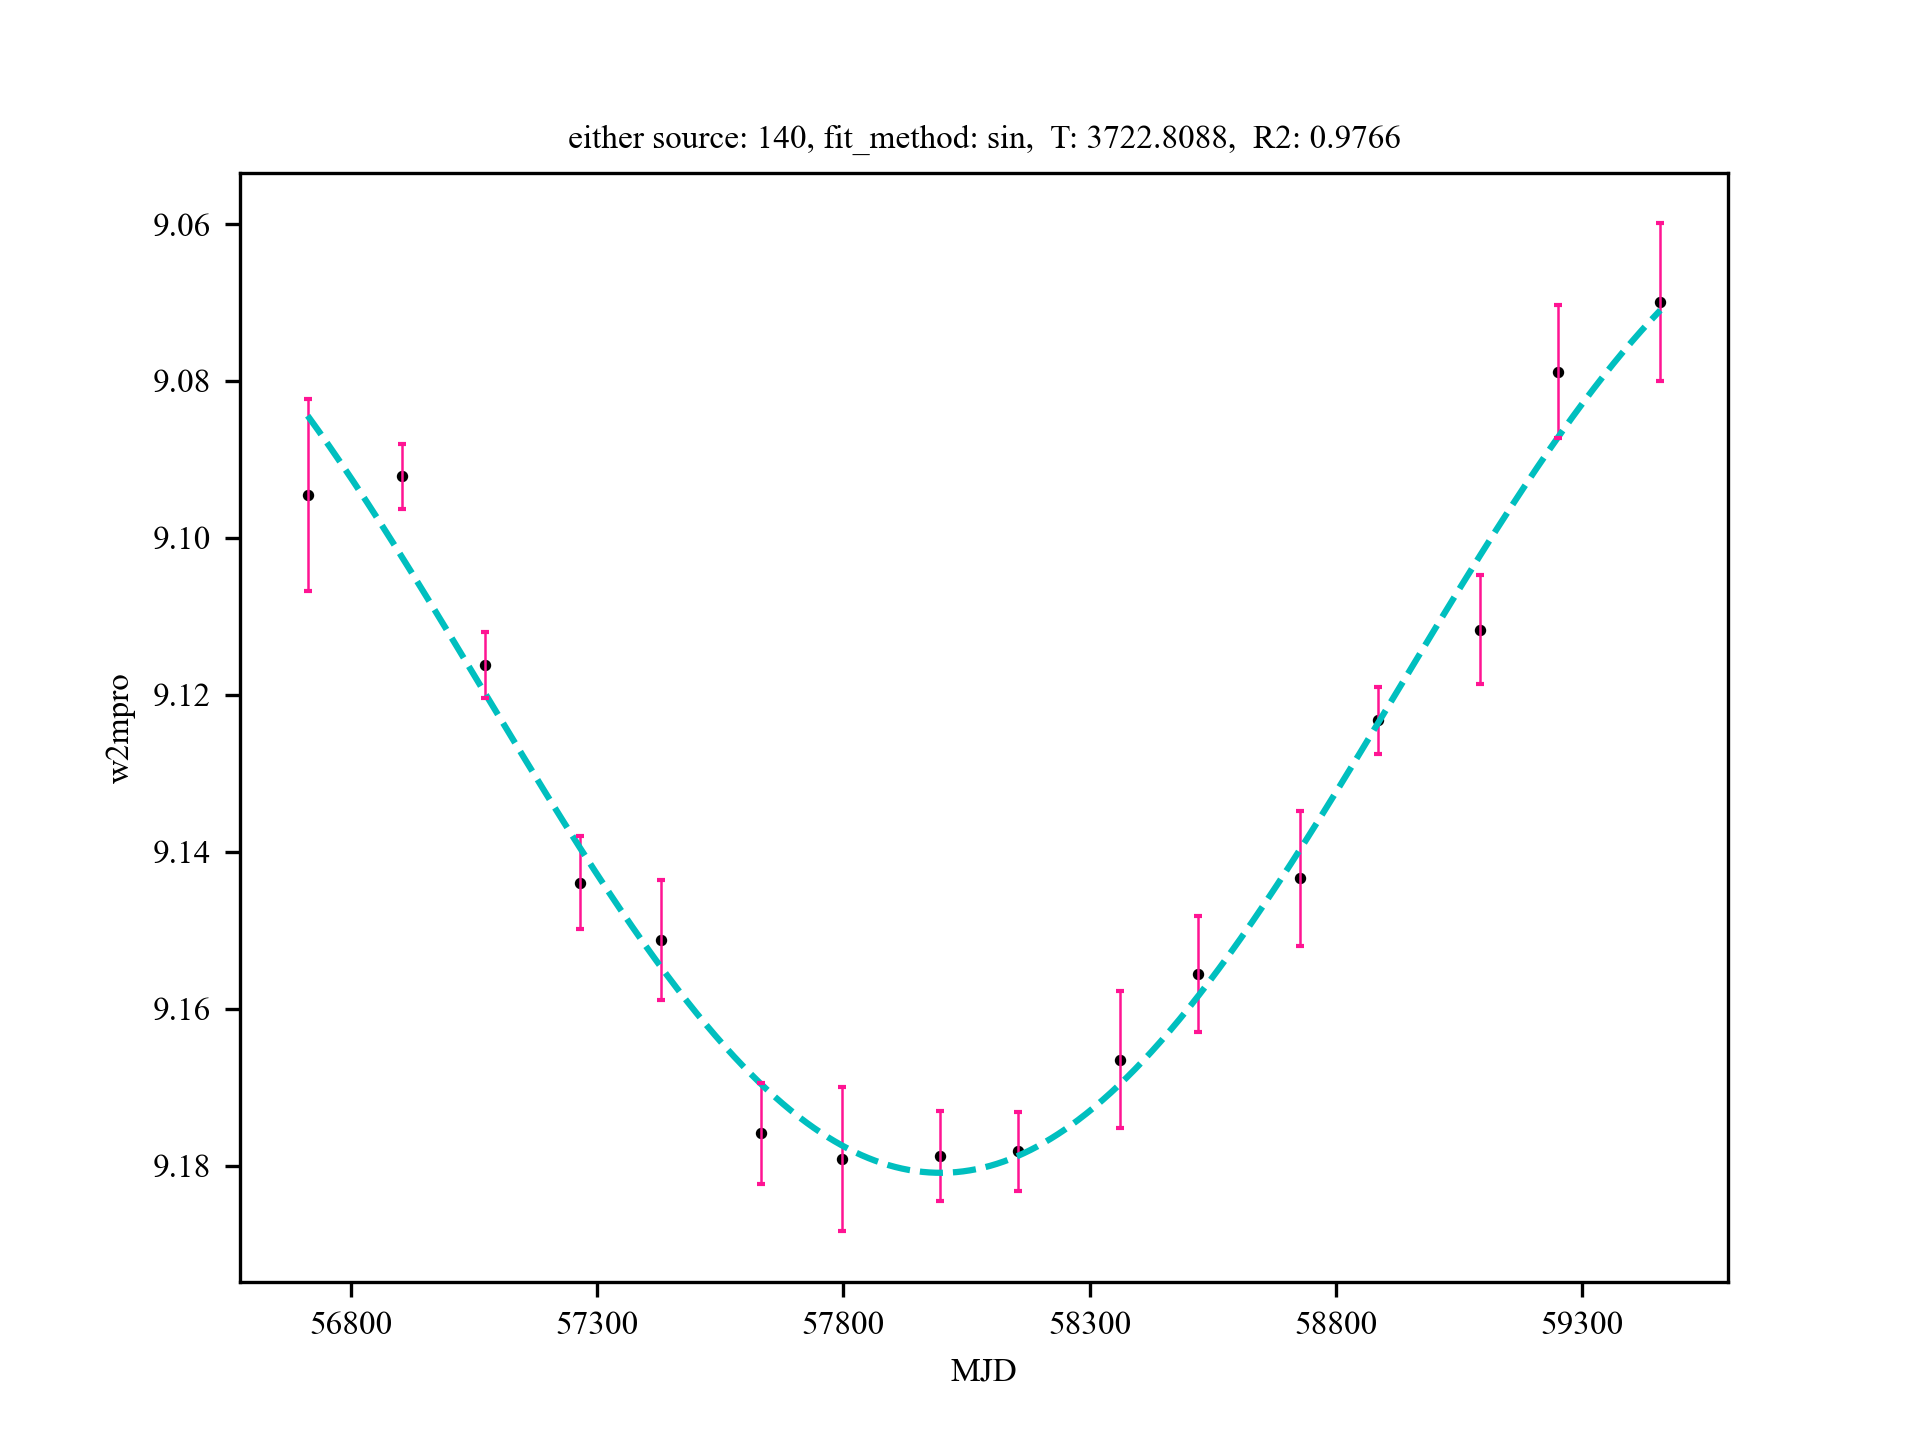 either source: 140, fit_method: sin,  T: 3722.8088,  R2: 0.9766
9.06
9.08
9.10
9.12
9.14
9.16
9.18
w2mpro
56800 57300 57800 58300 58800 59300
MJD